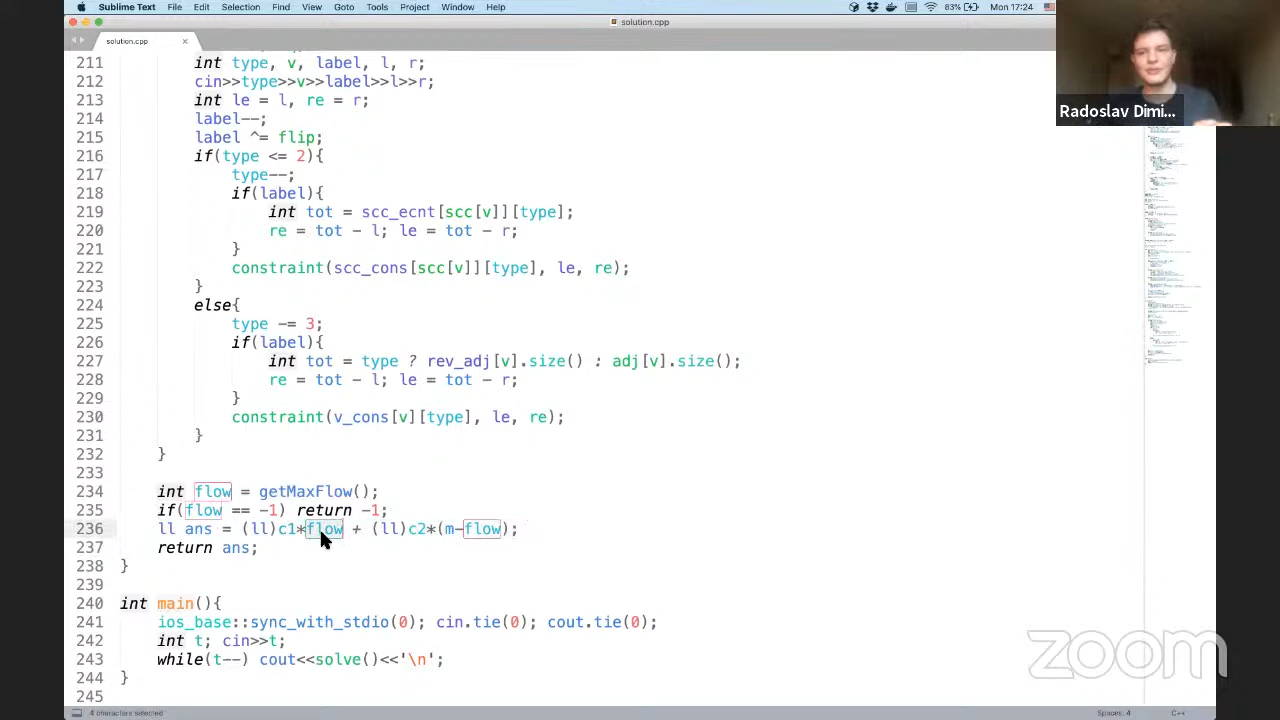 Sublime Text File Edit Selection Find View Goto Tools Project Window Help 83% Mon 17:24
solution.cpp
solution.cpp
Radoslav Dimi...
211 int type, v, label, l, r;
212 cin>>type>>v>>label>>l>>r;
213 int le = l, re = r;
214 label--;
215 label ^= flip;
216 if(type <= 2){
217 type--;
218 if(label){
219 int tot = scc_ecnt[scc[v]][type];
220 re = tot - l; le = tot - r;
221 }
222 constraint(scc_cons[scc[v]][type], le, re);
223 }
224 else{
225 type -= 3;
226 if(label){
227 int tot = type ? rev_adj[v].size() : adj[v].size();
228 re = tot - l; le = tot - r;
229 }
230 constraint(v_cons[v][type], le, re);
231 }
232 }
233
234 int flow = getMaxFlow();
235 if(flow == -1) return -1;
236 ll ans = (ll)c1*flow + (ll)c2*(m-flow);
237 return ans;
238 }
239
240 int main(){
241 ios_base::sync_with_stdio(0); cin.tie(0); cout.tie(0);
242 int t; cin>>t;
243 while(t--) cout<<solve()<<'\n';
244 }
245
zoom
4 characters selected Spaces: 4 C++